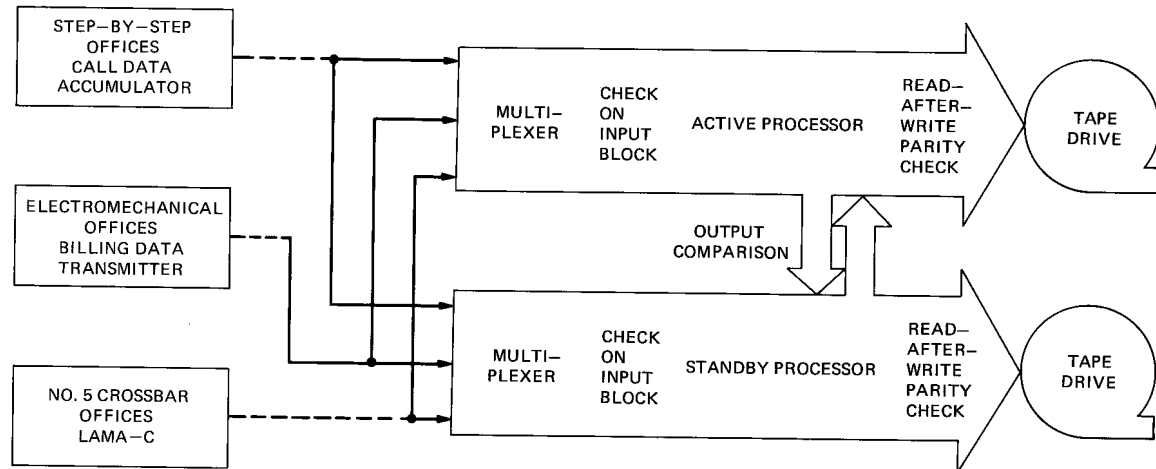 STEP–BY–STEP
OFFICES
CALL DATA
ACCUMULATOR
ELECTROMECHANICAL
OFFICES
BILLING DATA
TRANSMITTER
NO. 5 CROSSBAR
OFFICES
LAMA–C
MULTI–
PLEXER
CHECK
ON
INPUT
BLOCK
ACTIVE PROCESSOR
READ–
AFTER–
WRITE
PARITY
CHECK
TAPE
DRIVE
OUTPUT
COMPARISON
MULTI–
PLEXER
CHECK
ON
INPUT
BLOCK
STANDBY PROCESSOR
READ–
AFTER–
WRITE
PARITY
CHECK
TAPE
DRIVE